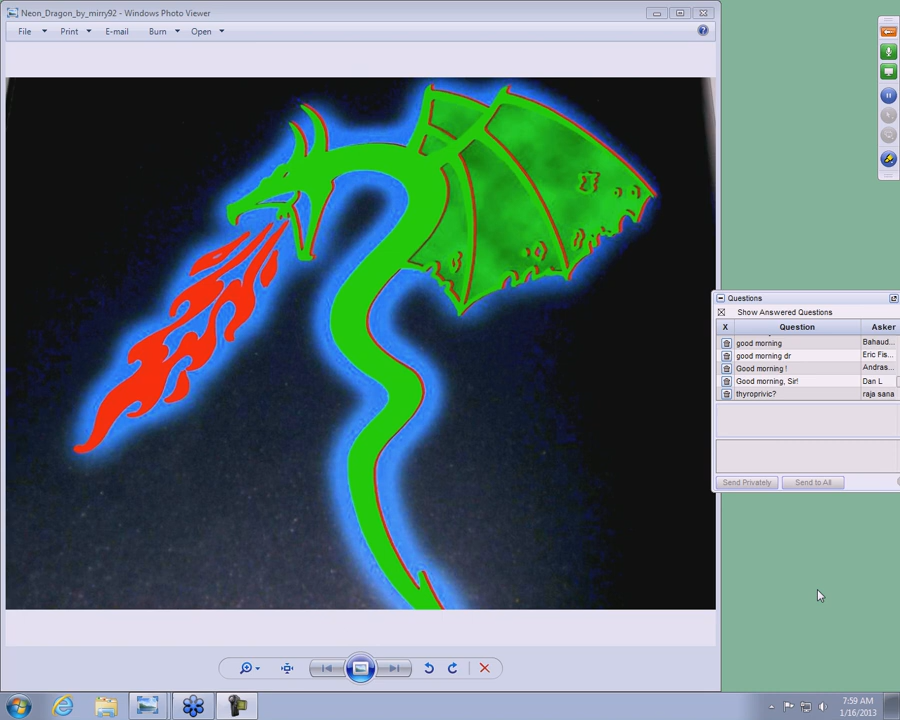 Neon_Dragon_by_mirry92 - Windows Photo Viewer
File Print E-mail Burn Open
Questions
Show Answered Questions
X Question Asker
good morning Bahaud...
good morning dr Eric Fis...
Good morning ! Andras...
Good morning, Sir! Dan L
thyroprivic? raja sana
Send Privately Send to All
7:59 AM
1/16/2013